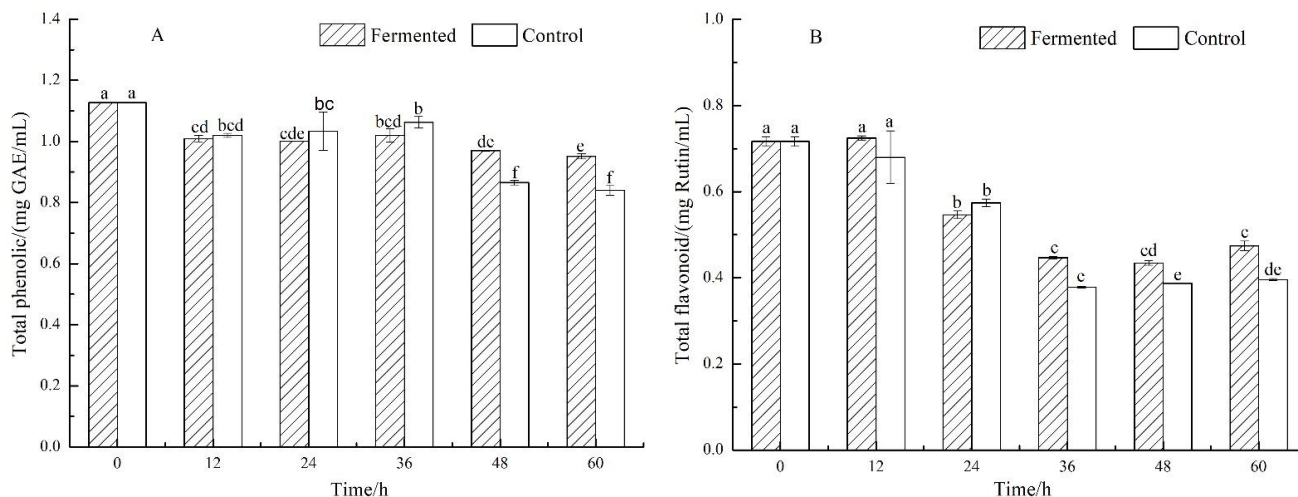 A
Fermented Control
Total phenolic/(mg GAE/mL)
1.4
1.2
1.0
0.8
0.6
0.4
0.2
0.0
a a
cd bcd
cde bc
bcd b
de f
e f
0 12 24 36 48 60
Time/h
B
Fermented Control
Total flavonoid/(mg Rutin/mL)
1.0
0.8
0.6
0.4
0.2
0.0
a a
a a
b b
c e
cd e
c de
0 12 24 36 48 60
Time/h